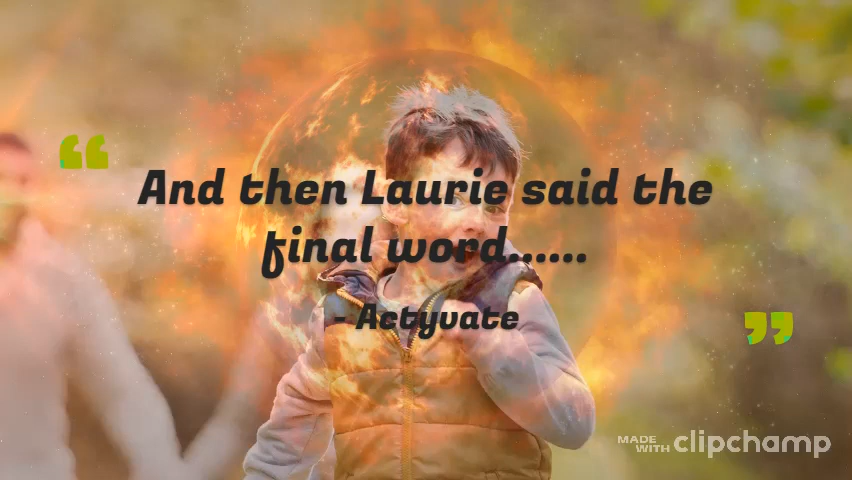 “
And then Laurie said the
final word......
- Actyvate
”
MADE WITH clipchamp